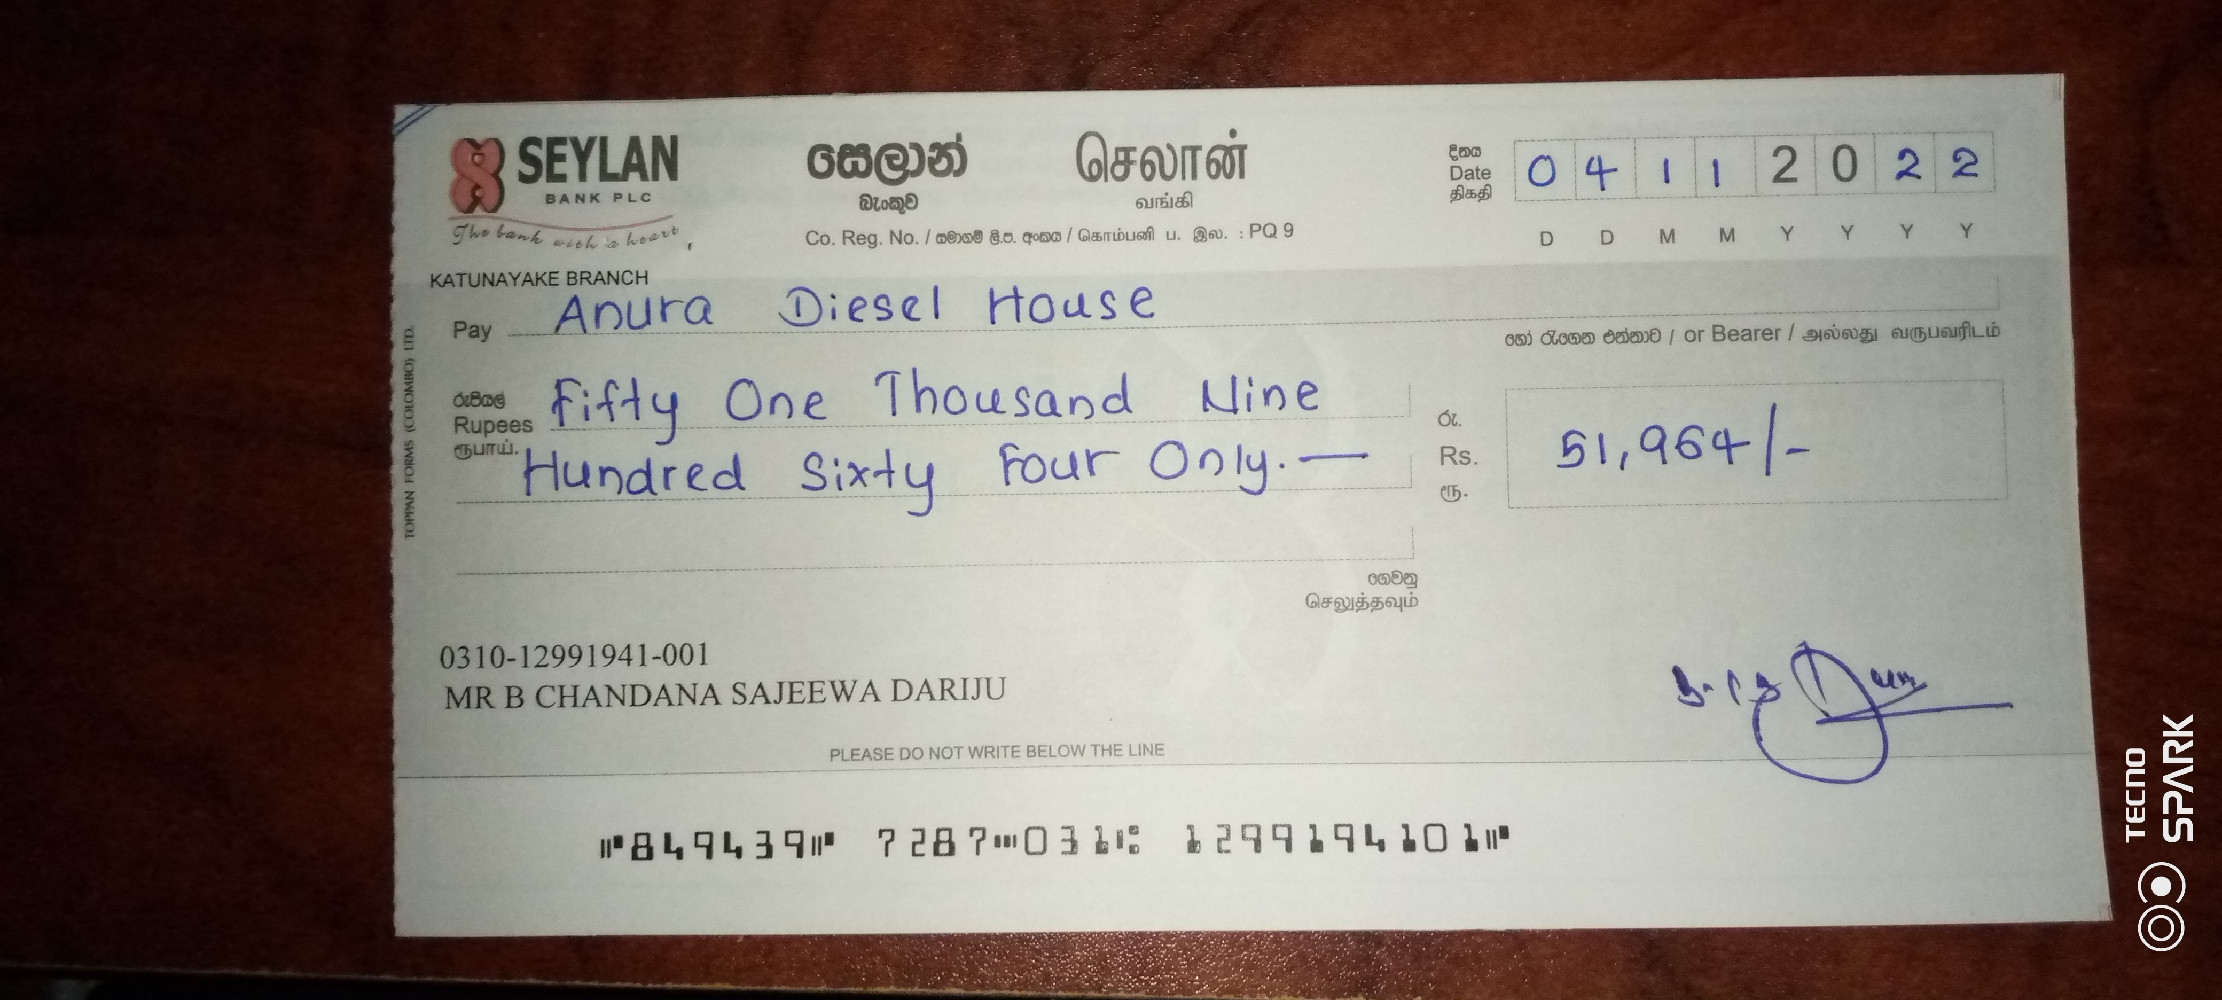 SEYLAN
BANK PLC
The bank with a heart
සෙලාන්
බැංකුව
செலான்
வங்கி
Co. Reg. No. / සමාගම් ලි.ප. අංකය / கொம்பனி ப. இல. : PQ 9
දිනය
Date
திகதி
0 4 1 1 2 0 2 2
D D M M Y Y Y Y
KATUNAYAKE BRANCH
Pay Anura Diesel House
හෝ රැගෙන එන්නාට / or Bearer / அல்லது வருபவரிடம்
රුපියල්
Rupees
ரூபாய்.
Fifty One Thousand Nine
Hundred Sixty Four Only. —
රු.
Rs.
ரூ.
51,964/-
ගෙවනු
செலுத்தவும்
TOPPAN FORMS (COLOMBO) LTD.
0310-12991941-001
MR B CHANDANA SAJEEWA DARIJU
PLEASE DO NOT WRITE BELOW THE LINE
⑈849439⑈ 7287⑉031⑆ 1299194101⑈
TECNO
SPARK